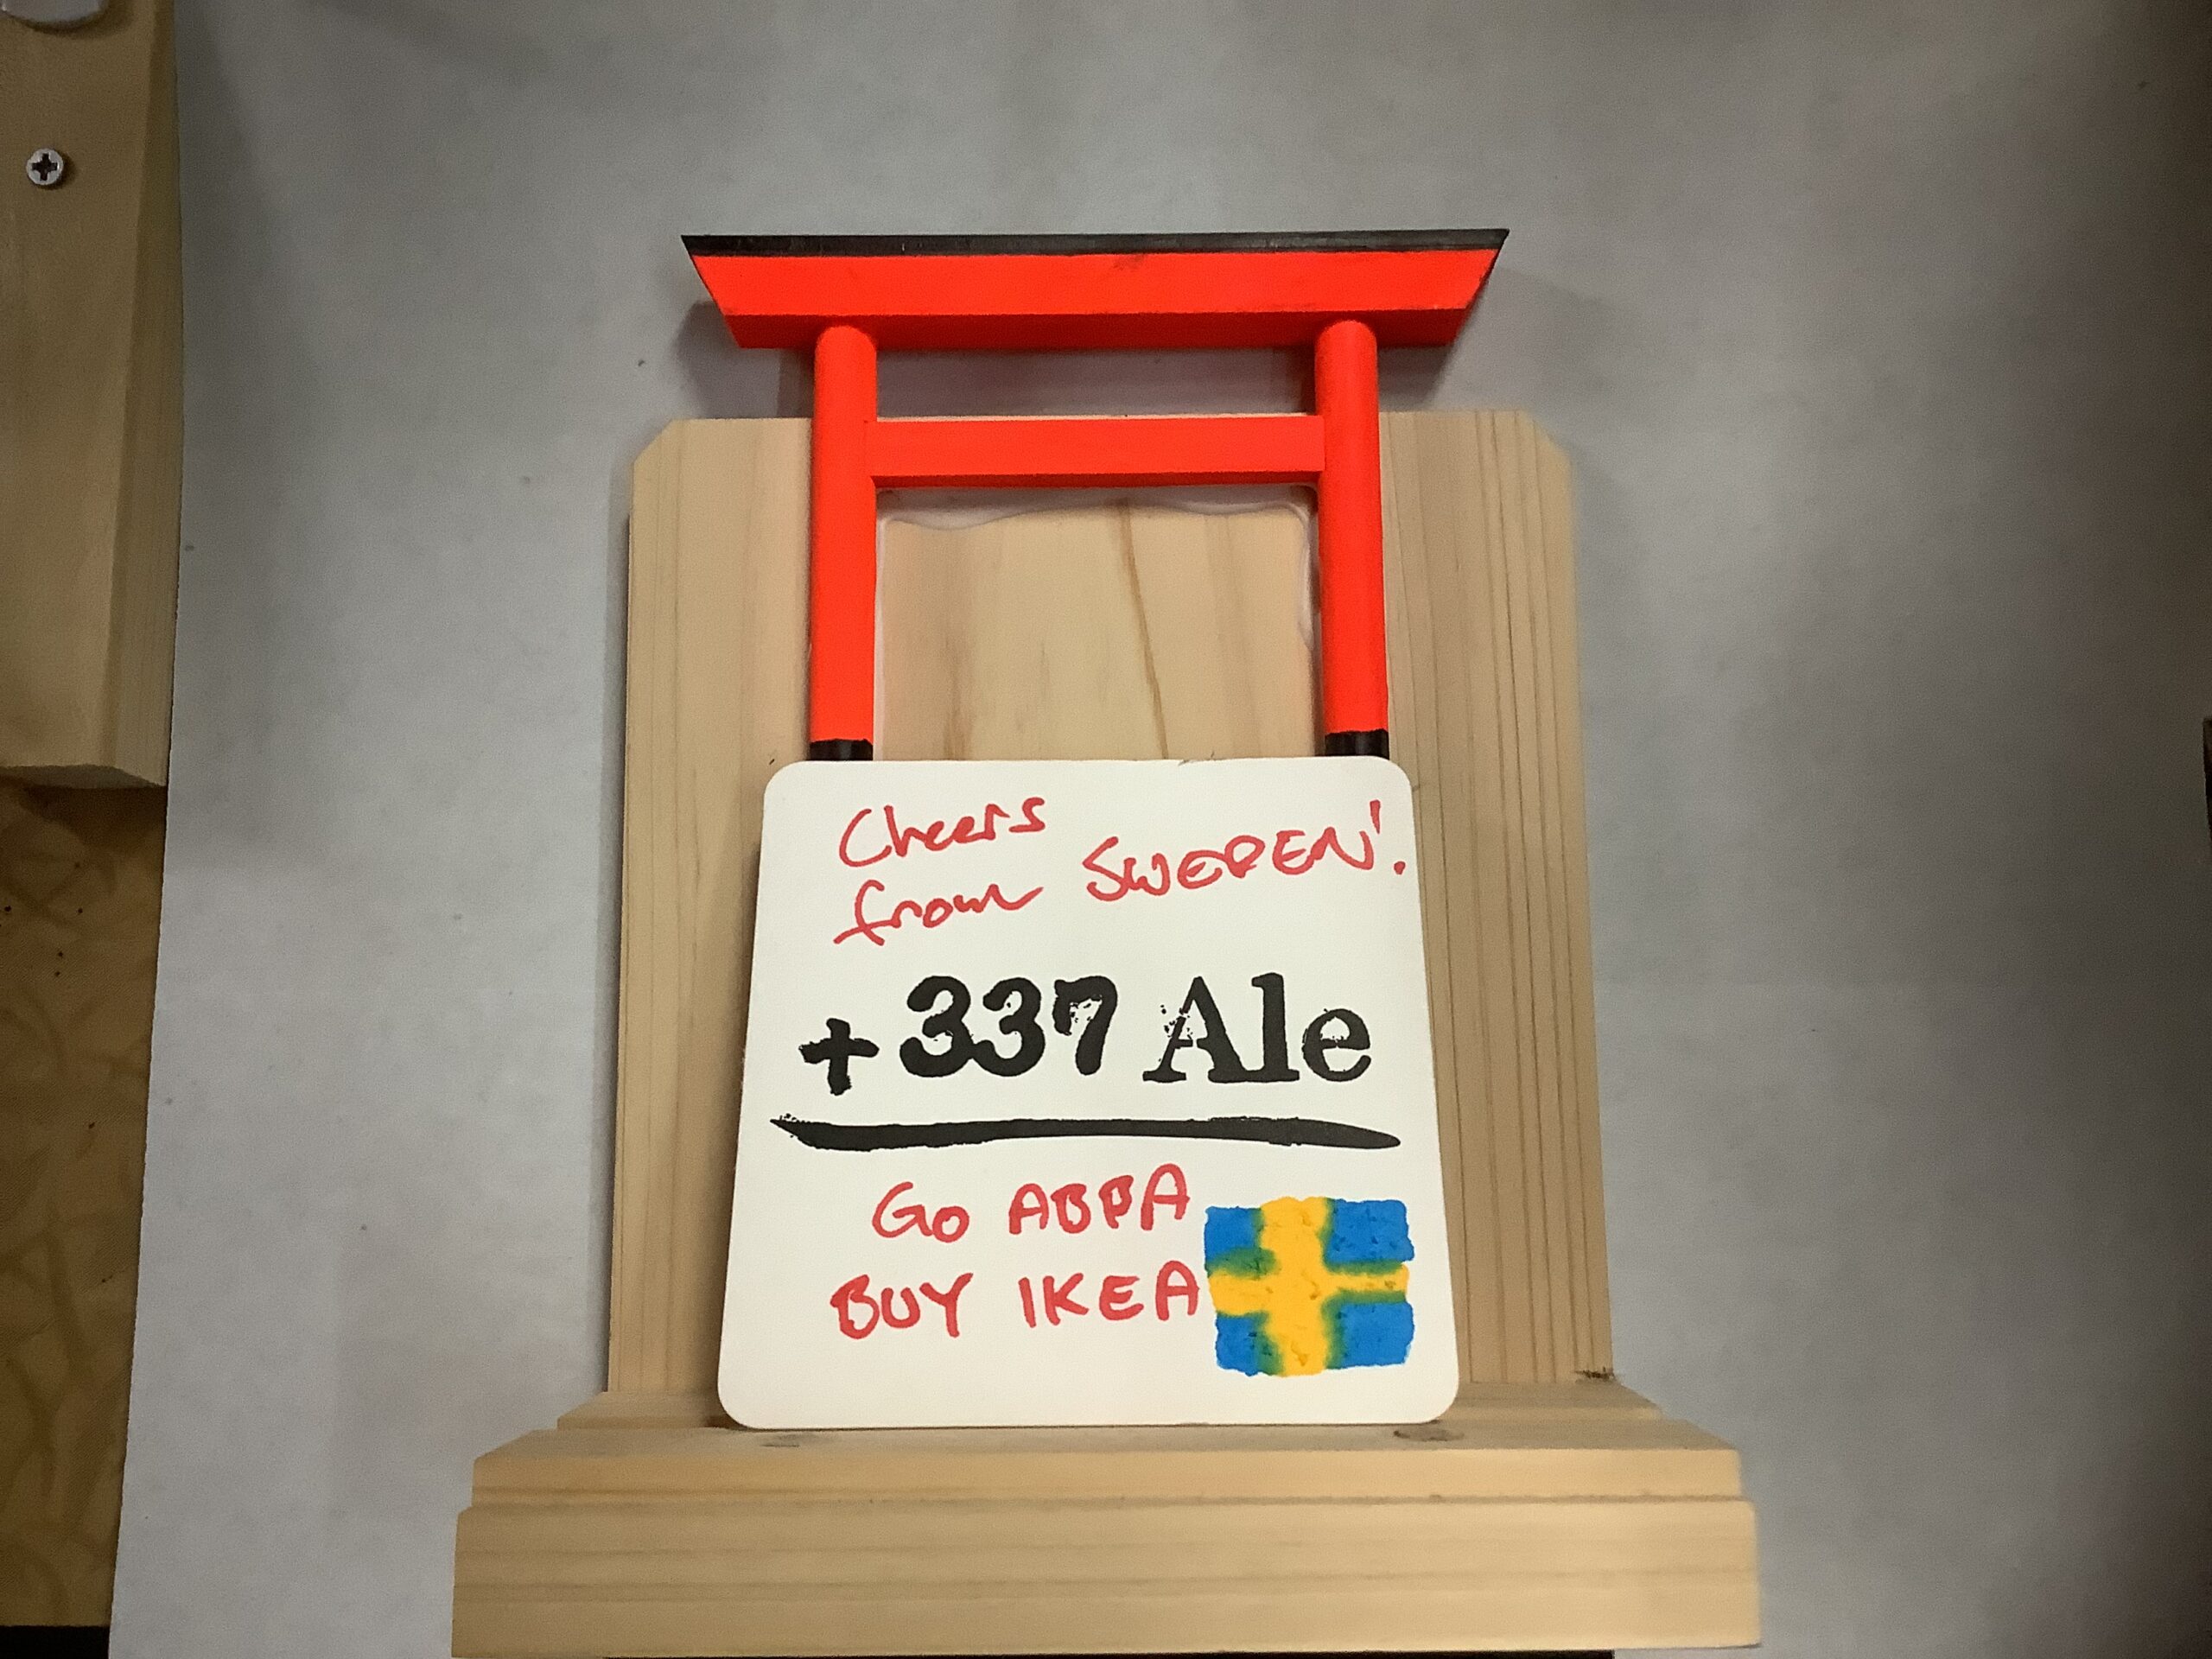 Cheers
from SWEDEN!
+337 Ale
GO ABBA
BUY IKEA